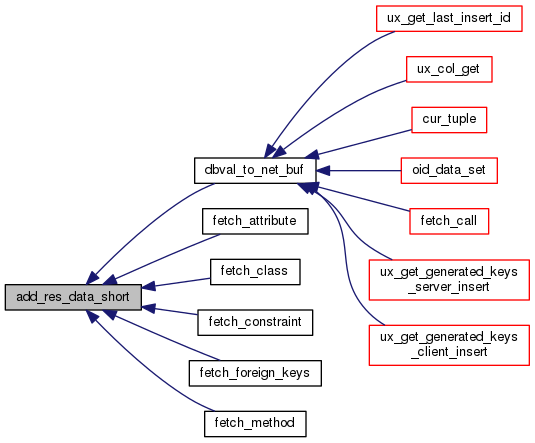 ux_get_last_insert_id
ux_col_get
cur_tuple
dbval_to_net_buf
oid_data_set
fetch_attribute
fetch_call
fetch_class
ux_get_generated_keys
_server_insert
add_res_data_short
fetch_constraint
ux_get_generated_keys
_client_insert
fetch_foreign_keys
fetch_method